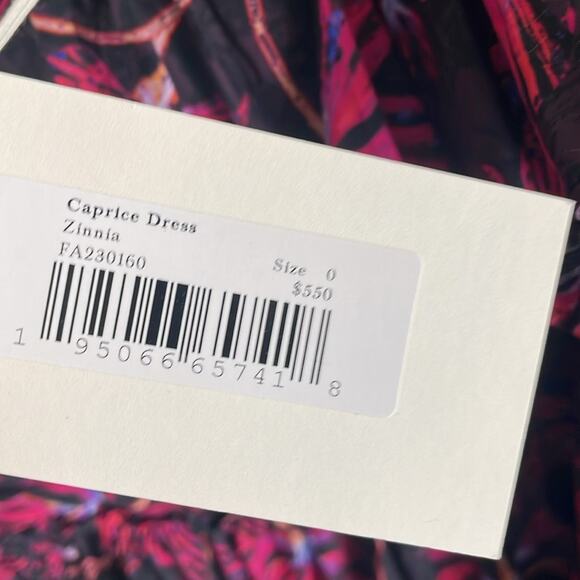 Caprice Dress
Zinnia
FA230160
Size 0
$550
1 95066 65741 8